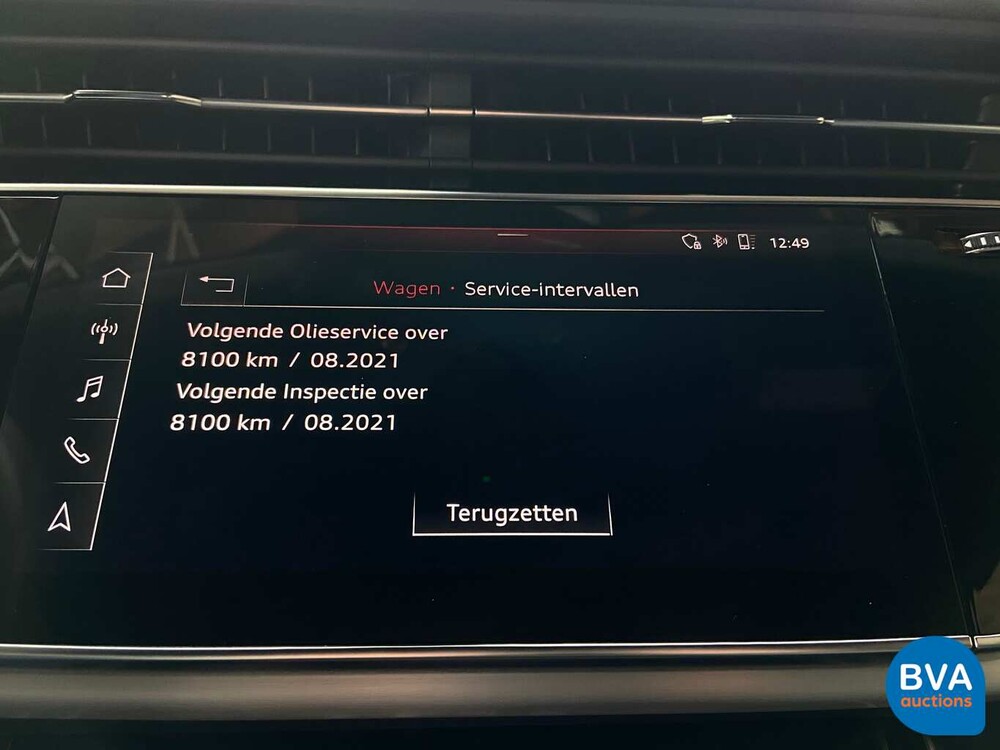 12:49
Wagen · Service-intervallen
Volgende Olieservice over
8100 km / 08.2021
Volgende Inspectie over
8100 km / 08.2021
Terugzetten
BVA
auctions